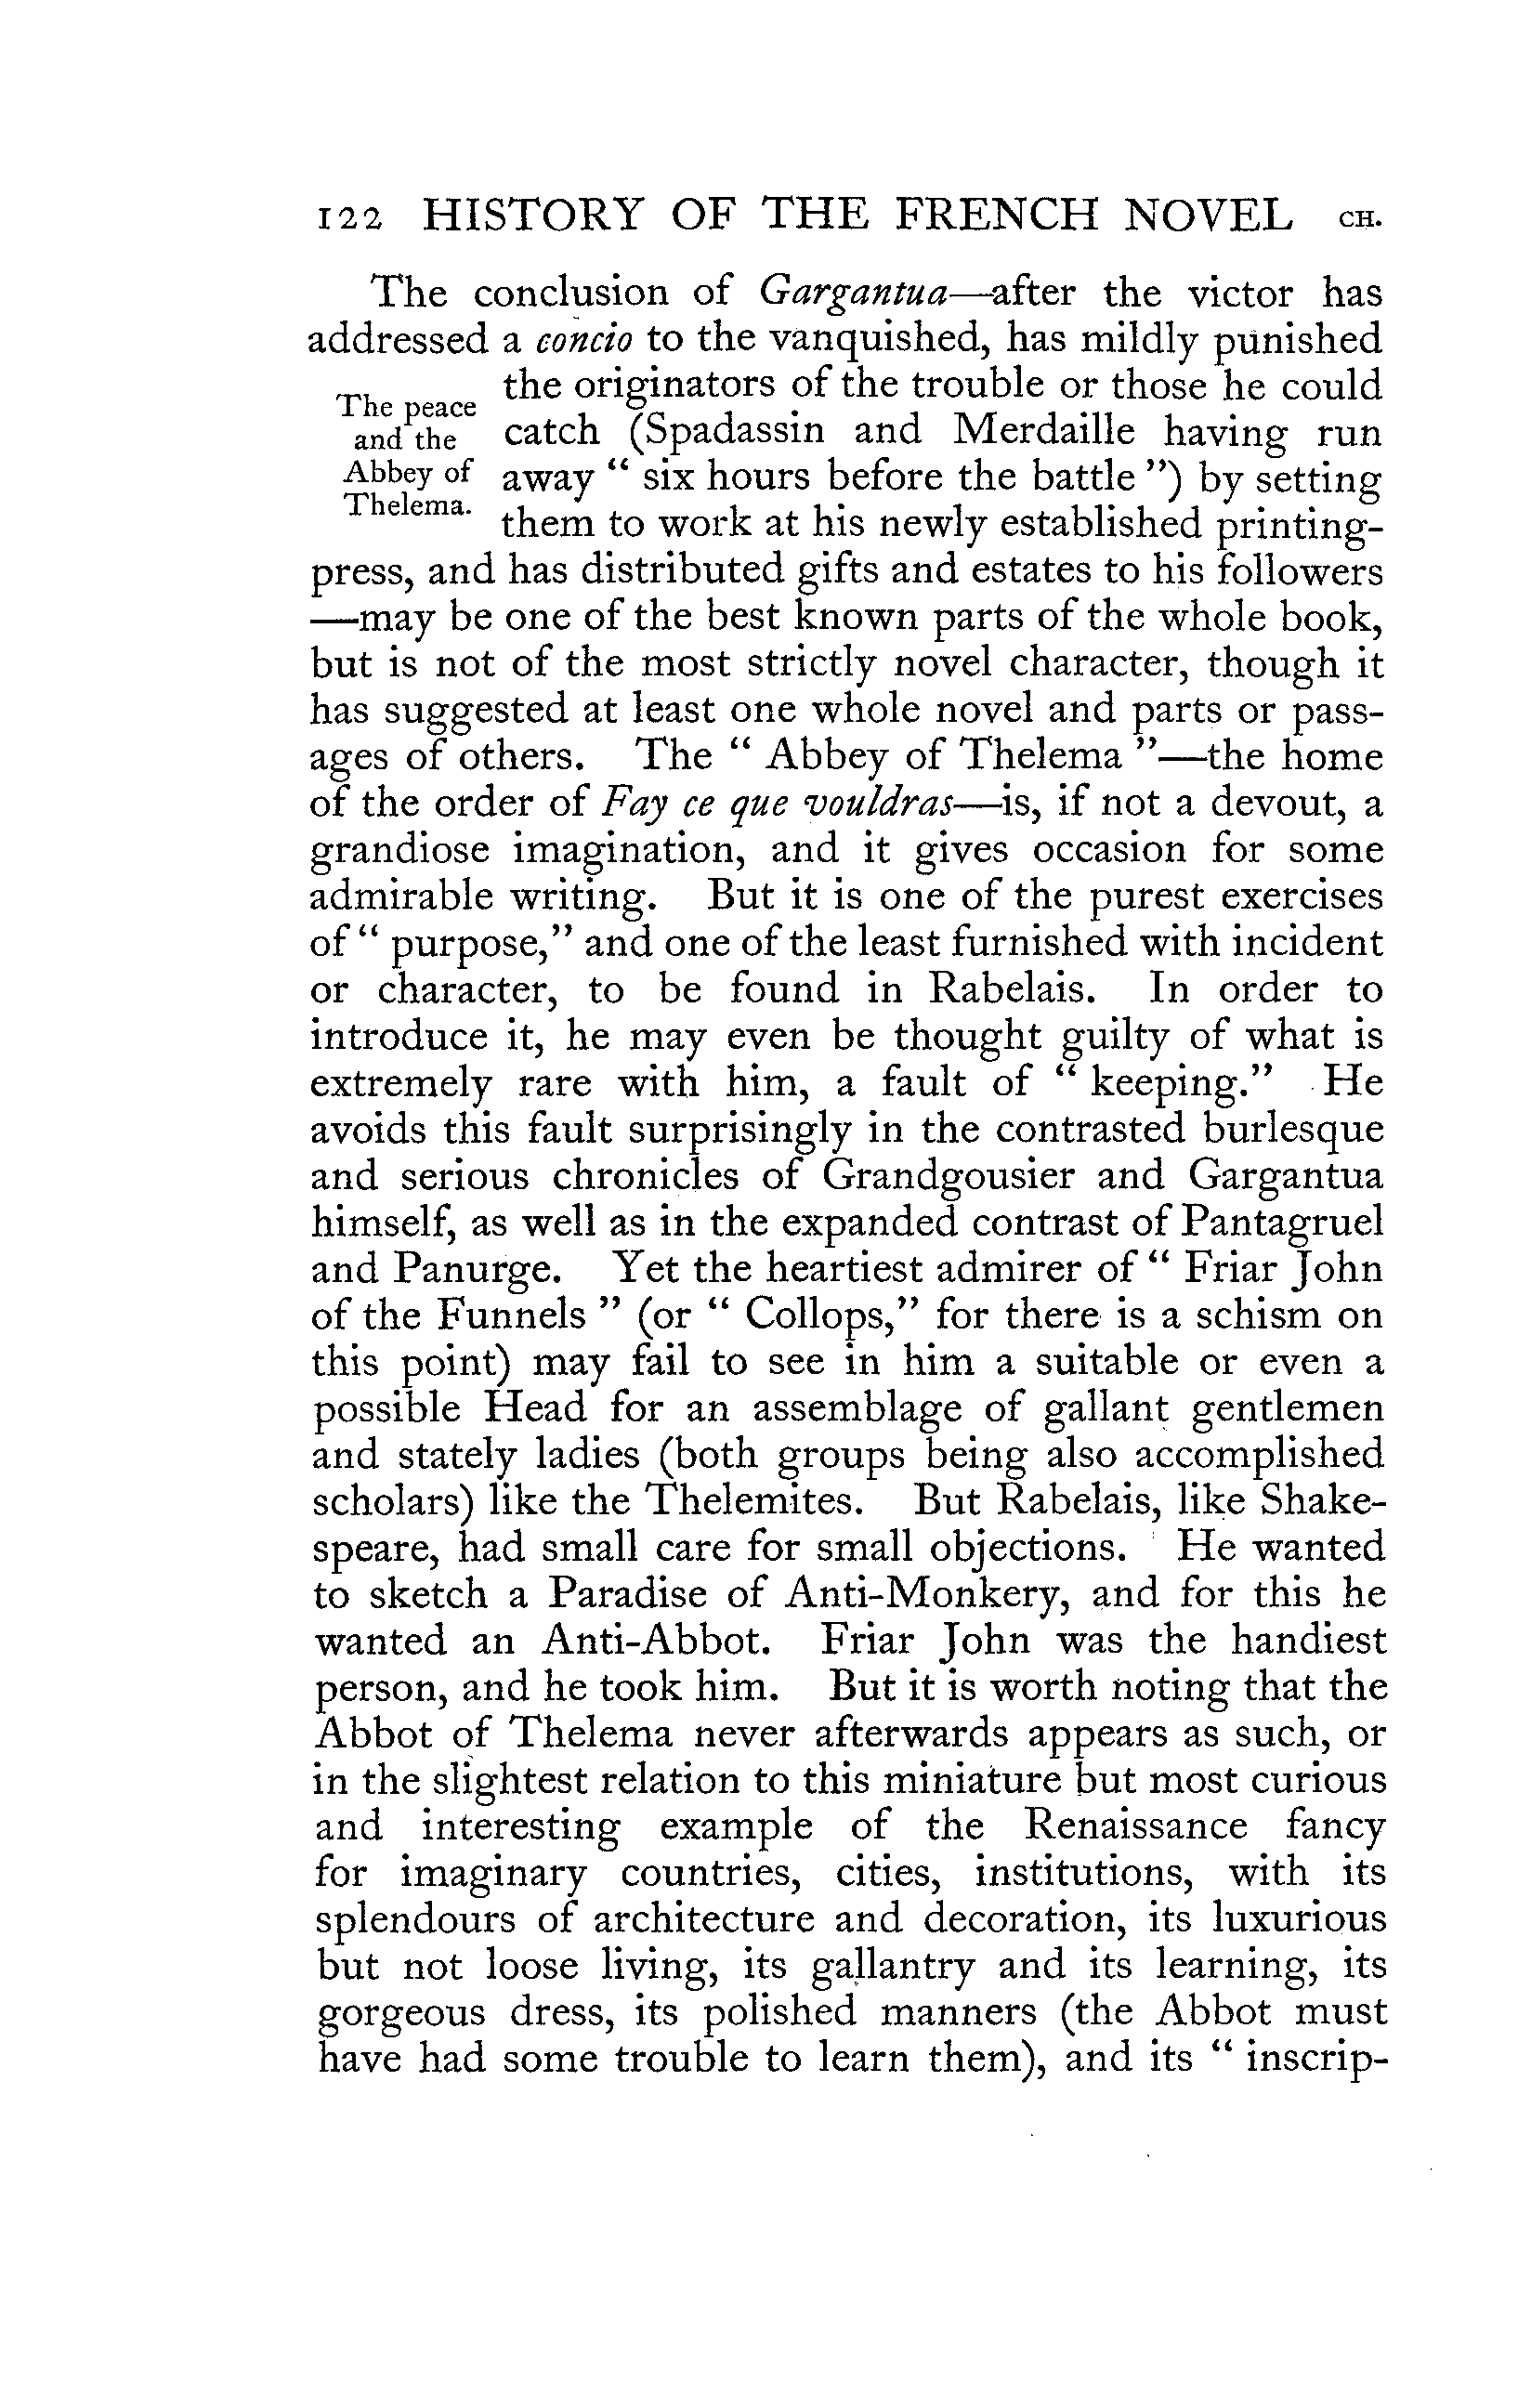 122 HISTORY OF THE FRENCH NOVEL CH.
The conclusion of Gargantua—after the victor has
addressed a concio to the vanquished, has mildly punished
The peace
and the
Abbey of
Thelema.
the originators of the trouble or those he could
catch (Spadassin and Merdaille having run
away “ six hours before the battle ”) by setting
them to work at his newly established printing-
press, and has distributed gifts and estates to his followers
—may be one of the best known parts of the whole book,
but is not of the most strictly novel character, though it
has suggested at least one whole novel and parts or pass-
ages of others. The “ Abbey of Thelema ”—the home
of the order of Fay ce que vouldras—is, if not a devout, a
grandiose imagination, and it gives occasion for some
admirable writing. But it is one of the purest exercises
of “ purpose,” and one of the least furnished with incident
or character, to be found in Rabelais. In order to
introduce it, he may even be thought guilty of what is
extremely rare with him, a fault of “ keeping.” He
avoids this fault surprisingly in the contrasted burlesque
and serious chronicles of Grandgousier and Gargantua
himself, as well as in the expanded contrast of Pantagruel
and Panurge. Yet the heartiest admirer of “ Friar John
of the Funnels ” (or “ Collops,” for there is a schism on
this point) may fail to see in him a suitable or even a
possible Head for an assemblage of gallant gentlemen
and stately ladies (both groups being also accomplished
scholars) like the Thelemites. But Rabelais, like Shake-
speare, had small care for small objections. He wanted
to sketch a Paradise of Anti-Monkery, and for this he
wanted an Anti-Abbot. Friar John was the handiest
person, and he took him. But it is worth noting that the
Abbot of Thelema never afterwards appears as such, or
in the slightest relation to this miniature but most curious
and interesting example of the Renaissance fancy
for imaginary countries, cities, institutions, with its
splendours of architecture and decoration, its luxurious
but not loose living, its gallantry and its learning, its
gorgeous dress, its polished manners (the Abbot must
have had some trouble to learn them), and its “ inscrip-